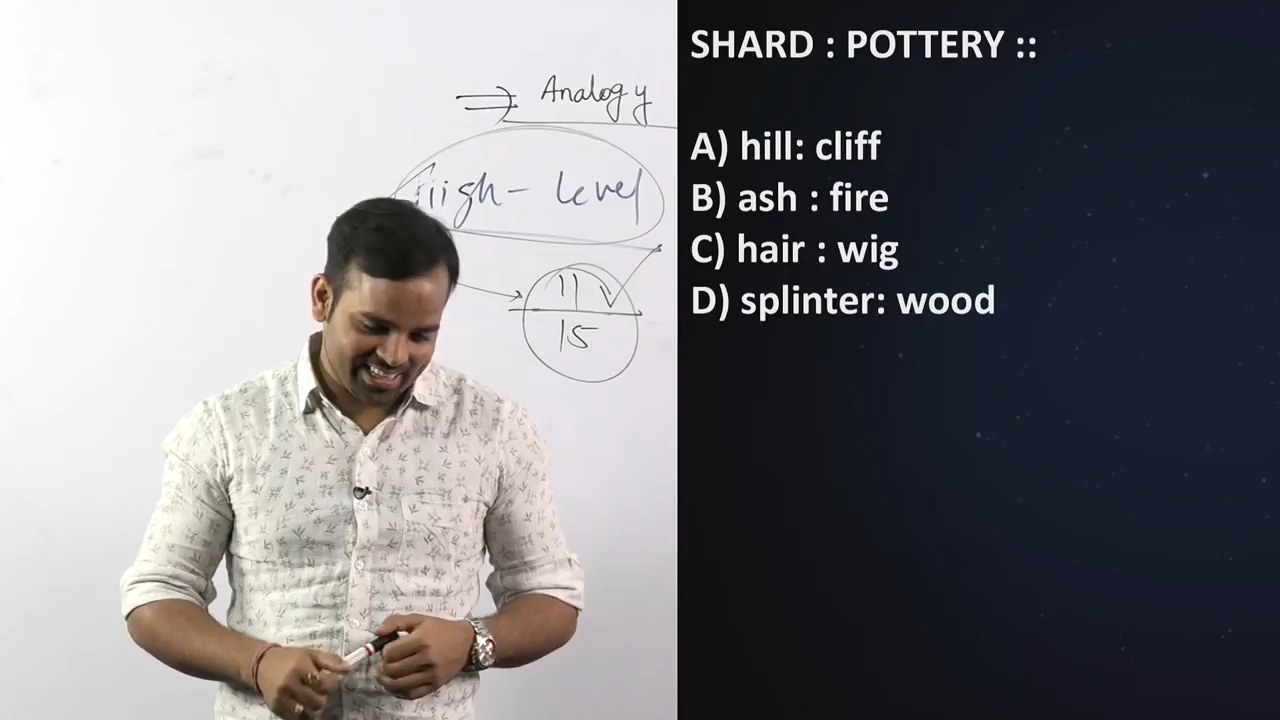 ⇒ Analogy
High-Level
11
15
SHARD : POTTERY ::
A) hill: cliff
B) ash : fire
C) hair : wig
D) splinter: wood